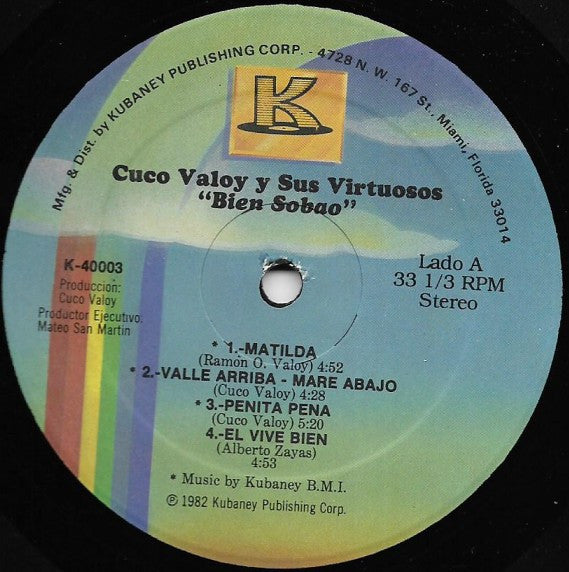 Mfg. & Dist. by KUBANEY PUBLISHING CORP. - 4728 N. W. 167 St., Miami, Florida 33014
K
Cuco Valoy y Sus Virtuosos
"Bien Sobao"
K-40003
Producción:
Cuco Valoy
Productor Ejecutivo:
Mateo San Martin
Lado A
33 1/3 RPM
Stereo
* 1.-MATILDA
(Ramón O. Valoy) 4:52
* 2.-VALLE ARRIBA - MARE ABAJO
(Cuco Valoy) 4:28
* 3.-PENITA PENA
(Cuco Valoy) 5:20
4.-EL VIVE BIEN
(Alberto Zayas)
4:53
* Music by Kubaney B.M.I.
℗ 1982 Kubaney Publishing Corp.